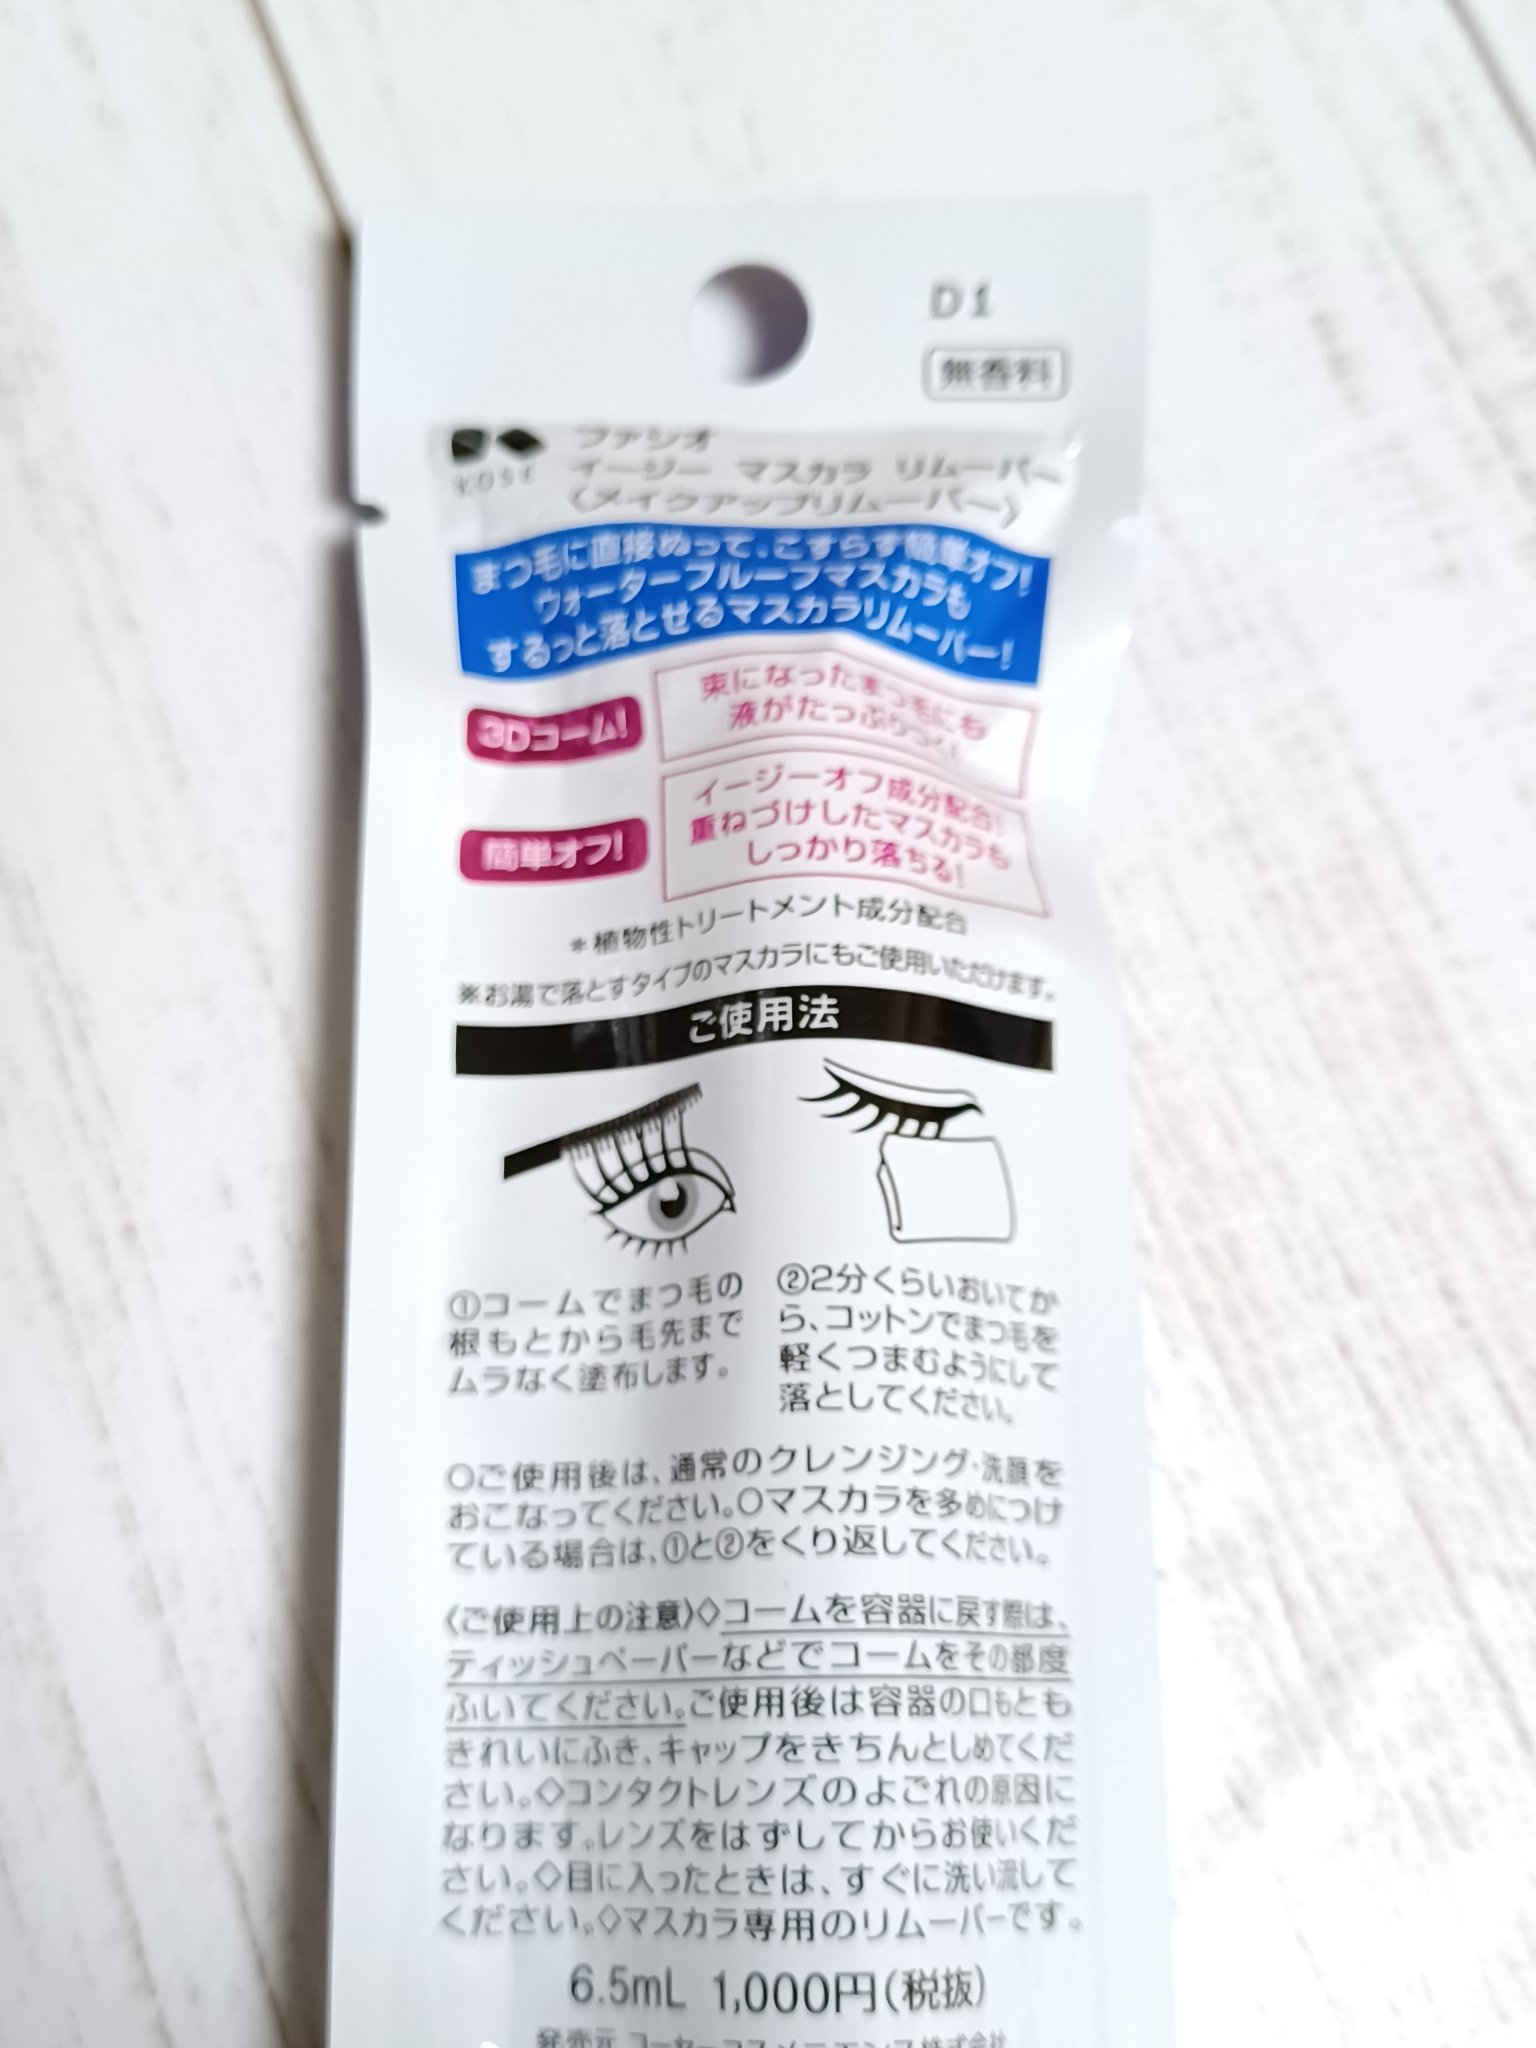 D1
無香料
KOSÉ
ファシオ
イージー マスカラ リムーバー
〈メイクアップリムーバー〉
まつ毛に直接ぬって、こすらず簡単オフ!
ウォータープルーフマスカラも
するっと落とせるマスカラリムーバー!
3Dコーム!
束になったまつ毛にも
液がたっぷりつく!
簡単オフ!
イージーオフ成分配合!
重ねづけしたマスカラも
しっかり落ちる!
＊植物性トリートメント成分配合
※お湯で落とすタイプのマスカラにもご使用いただけます。
ご使用法
①コームでまつ毛の
根もとから毛先まで
ムラなく塗布します。
②2分くらいおいてか
ら、コットンでまつ毛を
軽くつまむようにして
落としてください。
○ご使用後は、通常のクレンジング・洗顔を
おこなってください。○マスカラを多めにつけ
ている場合は、①と②をくり返してください。
〈ご使用上の注意〉◇コームを容器に戻す際は、
ティッシュペーパーなどでコームをその都度
ふいてください。ご使用後は容器の口もとも
きれいにふき、キャップをきちんとしめてくだ
さい。◇コンタクトレンズのよごれの原因に
なります。レンズをはずしてからお使いくだ
さい。◇目に入ったときは、すぐに洗い流して
ください。◇マスカラ専用のリムーバーです。
6.5mL 1,000円(税抜)
発売元 コーセーコスメニエンス株式会社